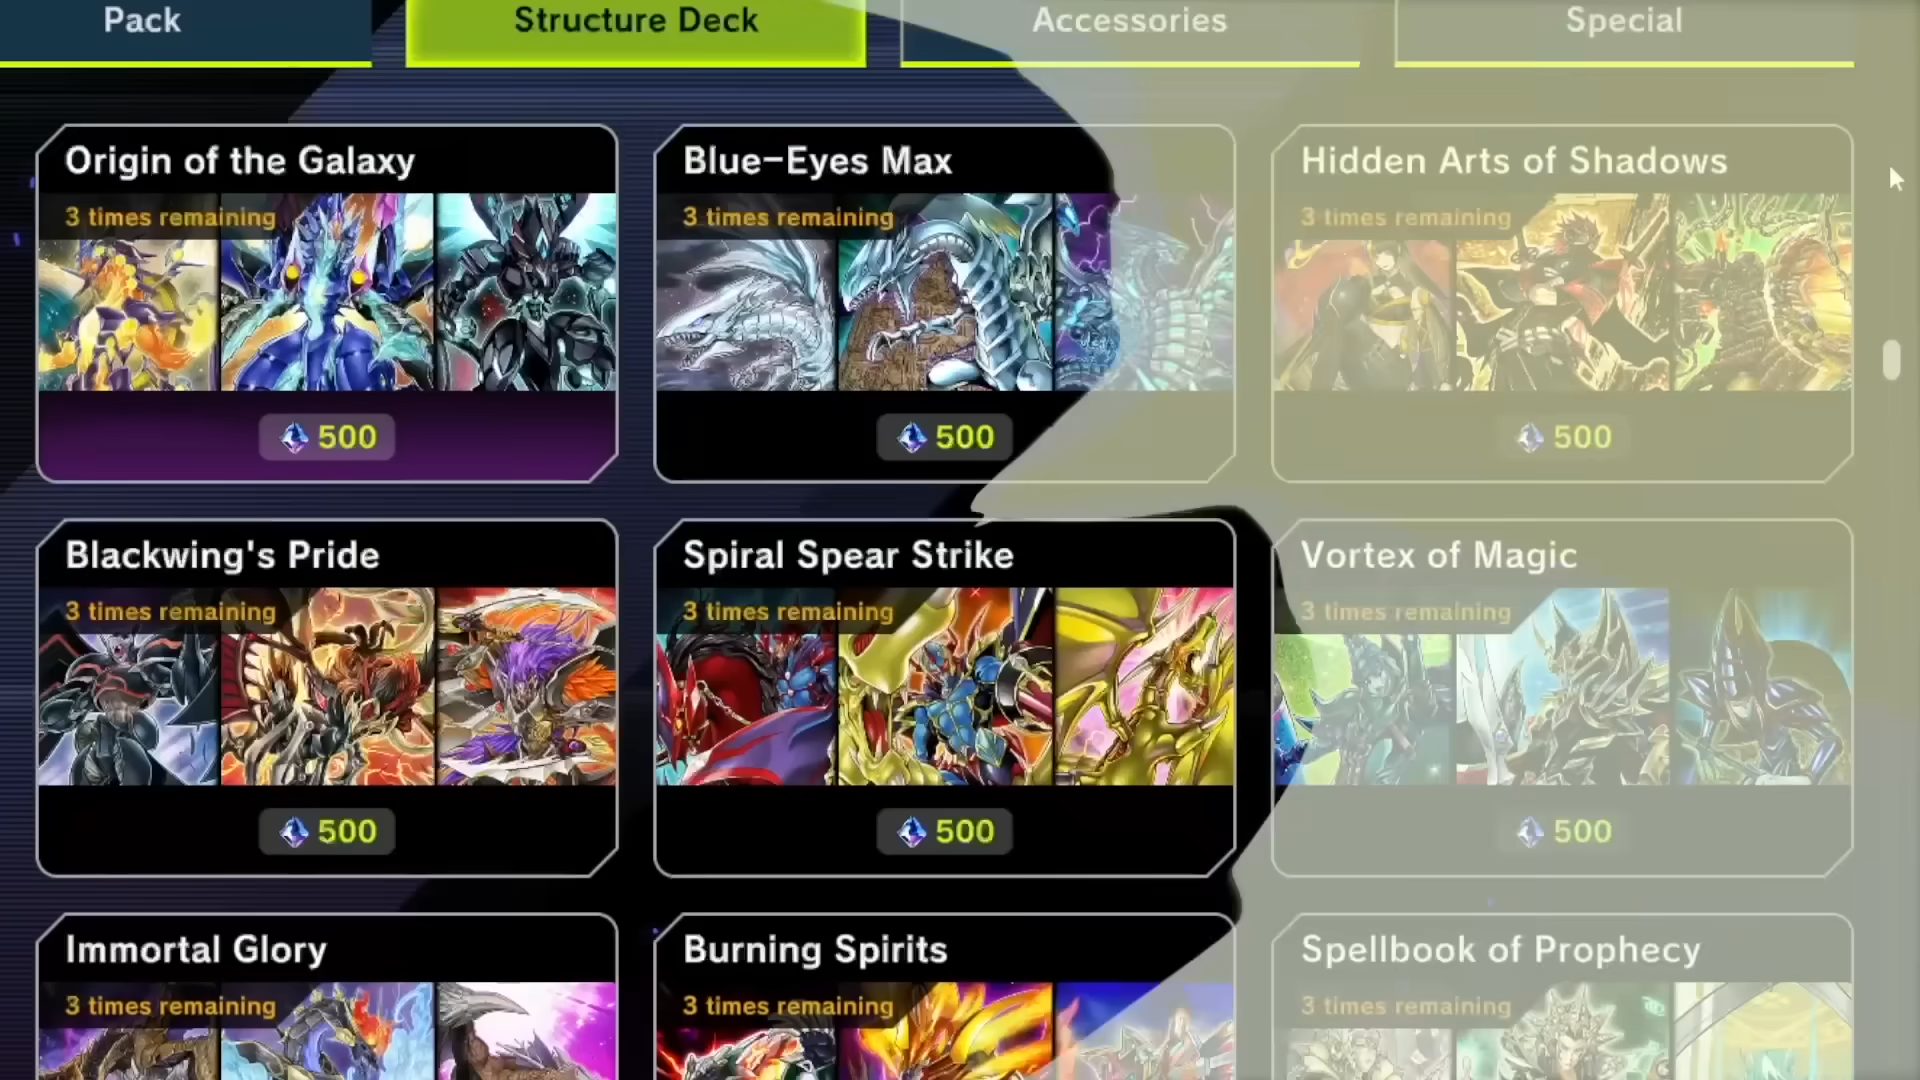 Pack
Structure Deck
Accessories
Special
Origin of the Galaxy
3 times remaining
500
Blue-Eyes Max
3 times remaining
500
Hidden Arts of Shadows
3 times remaining
500
Blackwing's Pride
3 times remaining
500
Spiral Spear Strike
3 times remaining
500
Vortex of Magic
3 times remaining
500
Immortal Glory
3 times remaining
Burning Spirits
3 times remaining
Spellbook of Prophecy
3 times remaining